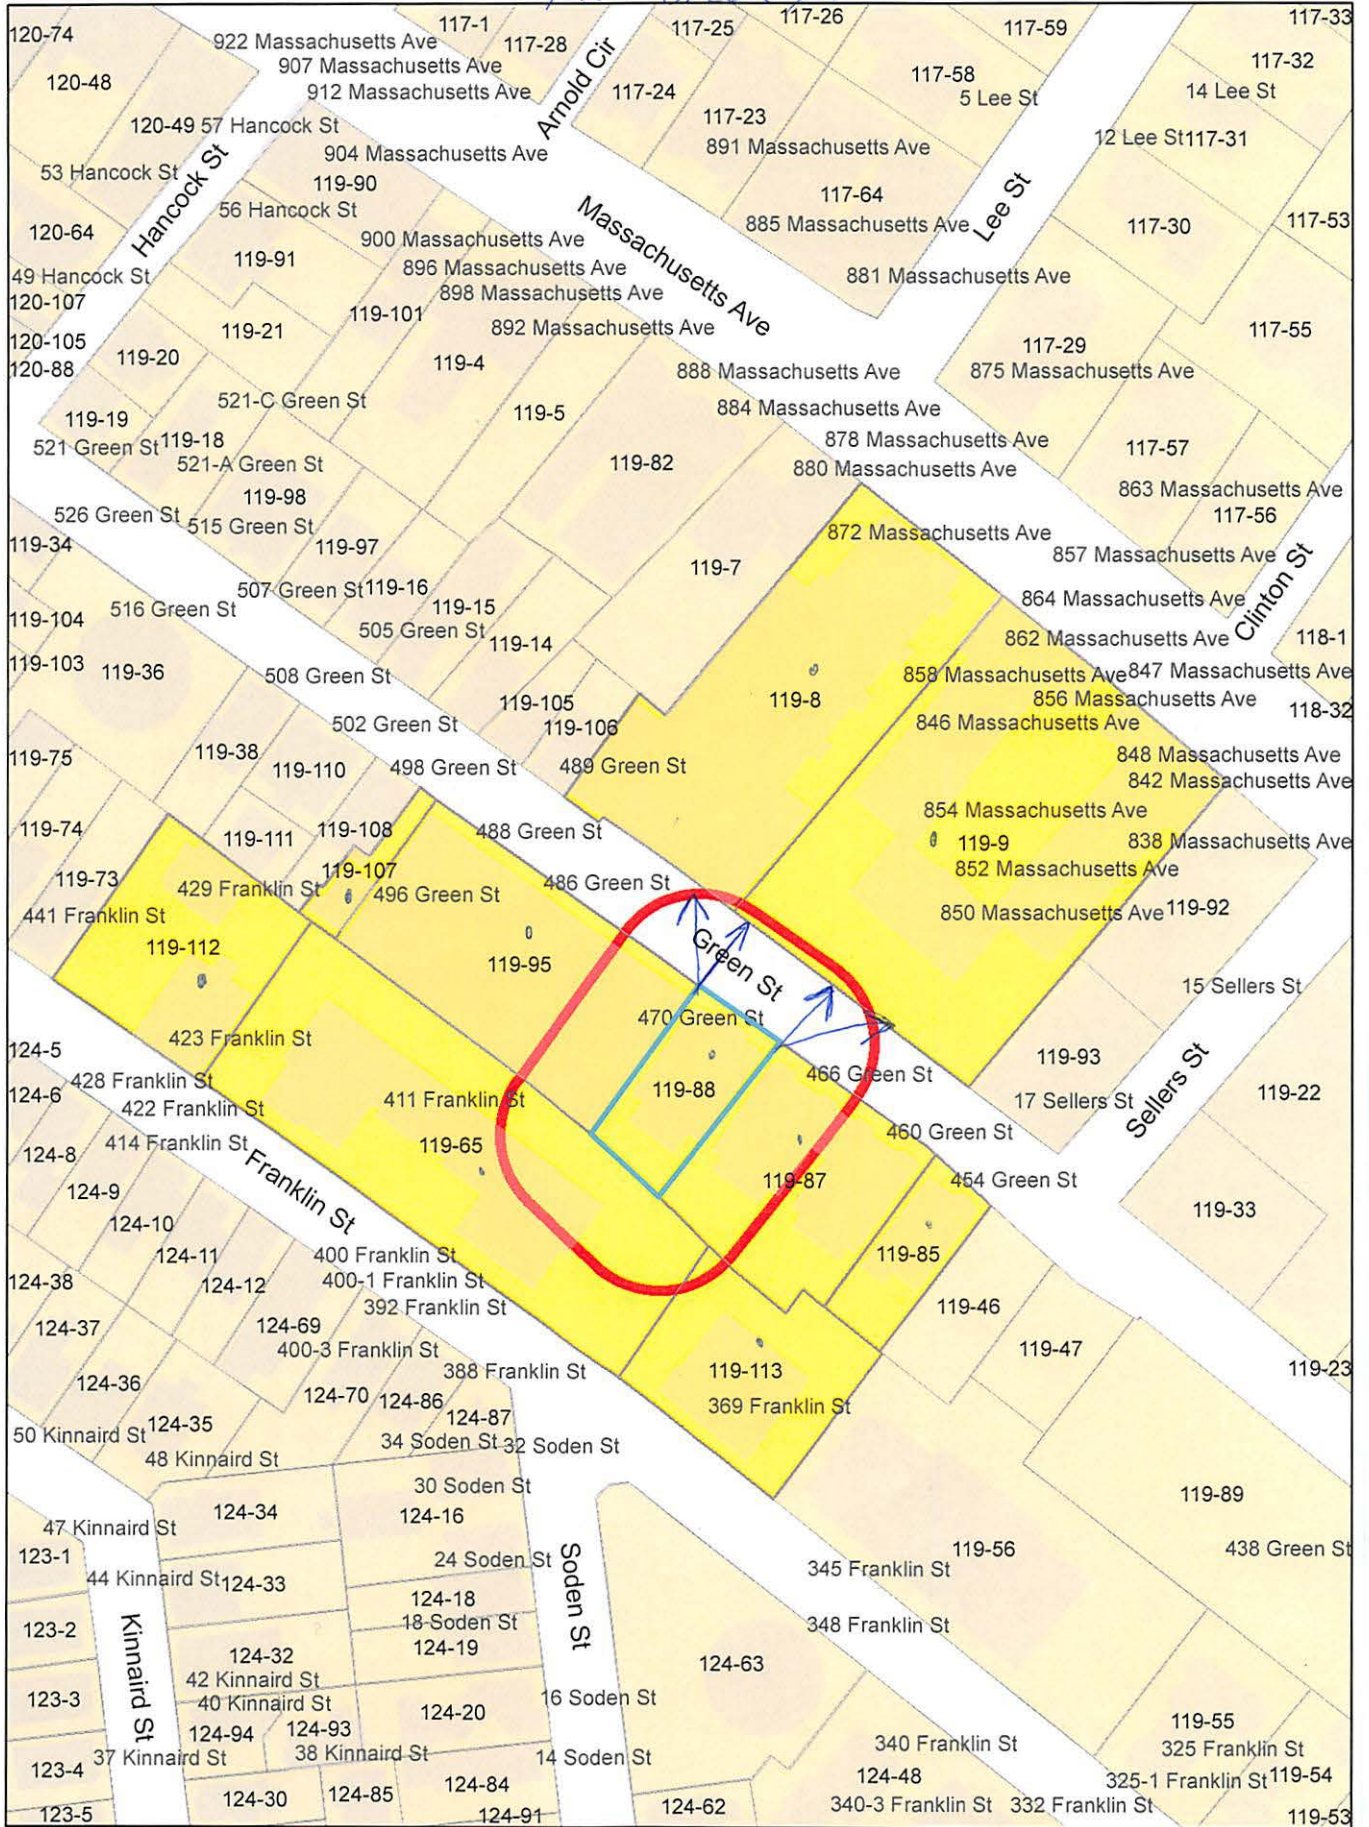 117-1
117-25
117-26
117-59
117-33
120-74
922 Massachusetts Ave
117-28
907 Massachusetts Ave
117-32
120-48
912 Massachusetts Ave
Arnold Cir
117-24
117-58
5 Lee St
14 Lee St
120-49
57 Hancock St
117-23
12 Lee St
117-31
904 Massachusetts Ave
891 Massachusetts Ave
53 Hancock St
Hancock St
119-90
117-64
56 Hancock St
Massachusetts Ave
885 Massachusetts Ave
Lee St
117-30
117-53
120-64
900 Massachusetts Ave
119-91
896 Massachusetts Ave
49 Hancock St
881 Massachusetts Ave
898 Massachusetts Ave
120-107
119-101
119-21
892 Massachusetts Ave
117-55
120-105
117-29
119-20
119-4
120-88
888 Massachusetts Ave
875 Massachusetts Ave
521-C Green St
884 Massachusetts Ave
119-5
119-19
878 Massachusetts Ave
521 Green St
119-18
117-57
521-A Green St
119-82
880 Massachusetts Ave
863 Massachusetts Ave
119-98
526 Green St
515 Green St
117-56
872 Massachusetts Ave
119-34
119-97
857 Massachusetts Ave
Clinton St
119-7
507 Green St
119-16
864 Massachusetts Ave
516 Green St
119-15
119-104
505 Green St
119-14
862 Massachusetts Ave
118-1
119-103
119-36
508 Green St
858 Massachusetts Ave
847 Massachusetts Ave
119-8
119-105
856 Massachusetts Ave
118-32
502 Green St
119-106
846 Massachusetts Ave
119-75
119-38
119-110
498 Green St
489 Green St
848 Massachusetts Ave
842 Massachusetts Ave
854 Massachusetts Ave
119-74
119-111
119-108
488 Green St
119-9
838 Massachusetts Ave
119-73
119-107
852 Massachusetts Ave
429 Franklin St
496 Green St
486 Green St
441 Franklin St
850 Massachusetts Ave
119-92
119-112
119-95
Green St
15 Sellers St
470 Green St
423 Franklin St
124-5
119-93
428 Franklin St
119-88
466 Green St
Sellers St
119-22
124-6
422 Franklin St
411 Franklin St
17 Sellers St
414 Franklin St
119-65
460 Green St
124-8
Franklin St
119-87
454 Green St
124-9
119-33
124-10
124-11
400 Franklin St
119-85
124-38
124-12
400-1 Franklin St
392 Franklin St
119-46
124-37
124-69
400-3 Franklin St
119-47
388 Franklin St
119-113
119-23
124-36
124-70
124-86
369 Franklin St
124-87
50 Kinnaird St
124-35
34 Soden St
32 Soden St
48 Kinnaird St
30 Soden St
119-89
124-34
124-16
47 Kinnaird St
119-56
438 Green St
123-1
24 Soden St
Soden St
345 Franklin St
44 Kinnaird St
124-33
124-18
348 Franklin St
123-2
Kinnaird St
18 Soden St
124-19
124-32
124-63
42 Kinnaird St
123-3
40 Kinnaird St
16 Soden St
124-20
119-55
124-94
124-93
340 Franklin St
325 Franklin St
37 Kinnaird St
38 Kinnaird St
14 Soden St
123-4
124-48
325-1 Franklin St
119-54
124-30
124-85
124-84
340-3 Franklin St
332 Franklin St
123-5
124-91
124-62
119-53